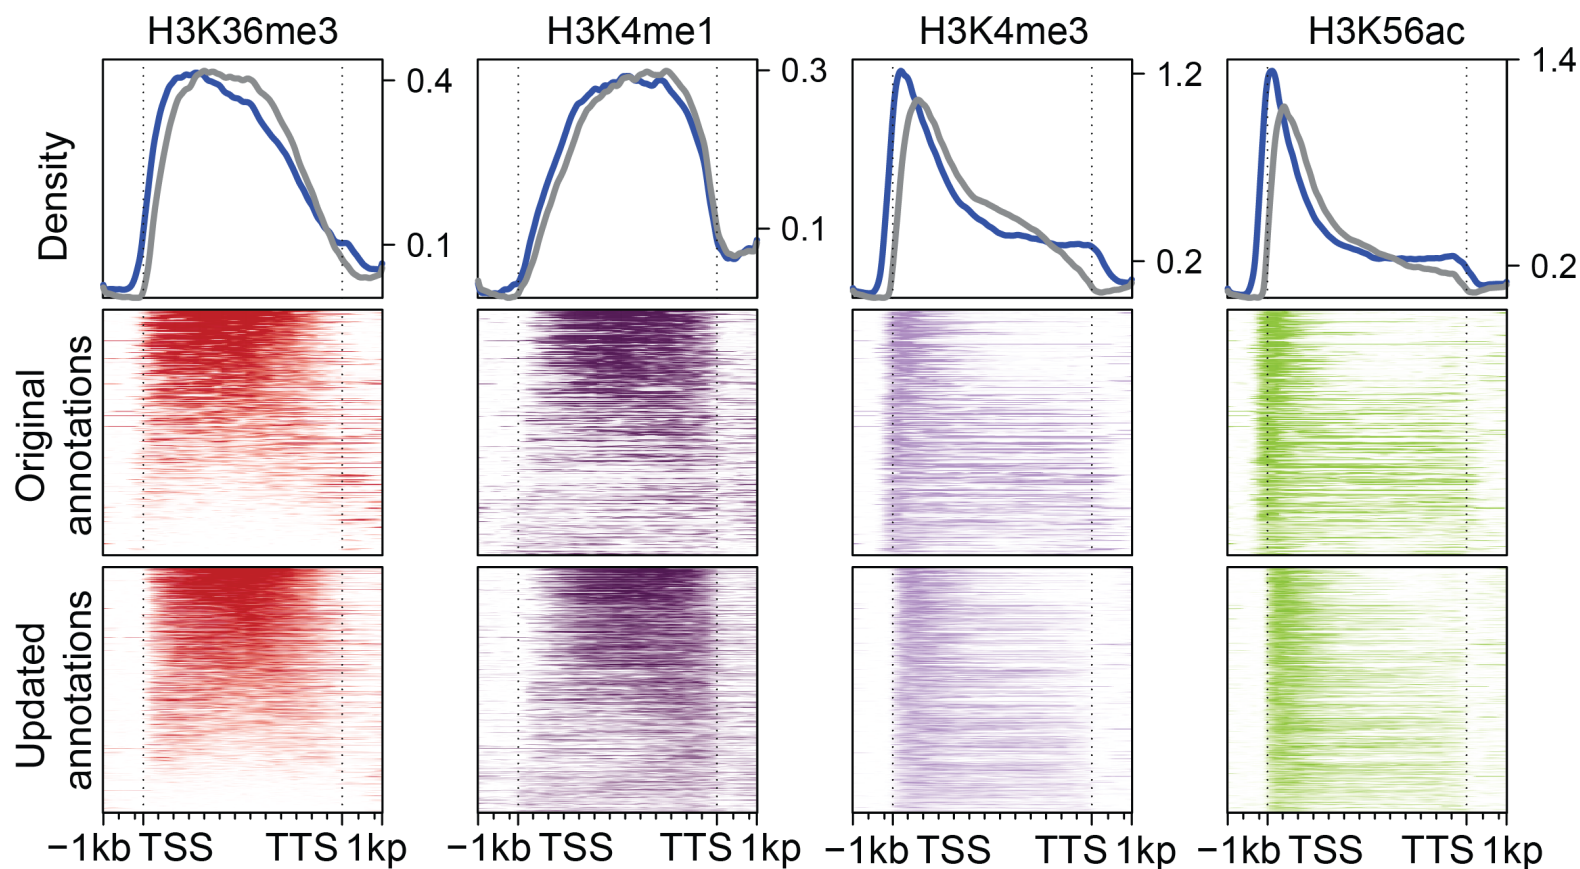 H3K36me3 H3K4me1 H3K4me3 H3K56ac
Density
0.4
0.1
0.3
0.1
1.2
0.2
1.4
0.2
Original
annotations
Updated
annotations
−1kb TSS TTS 1kp −1kb TSS TTS 1kp −1kb TSS TTS 1kp −1kb TSS TTS 1kp